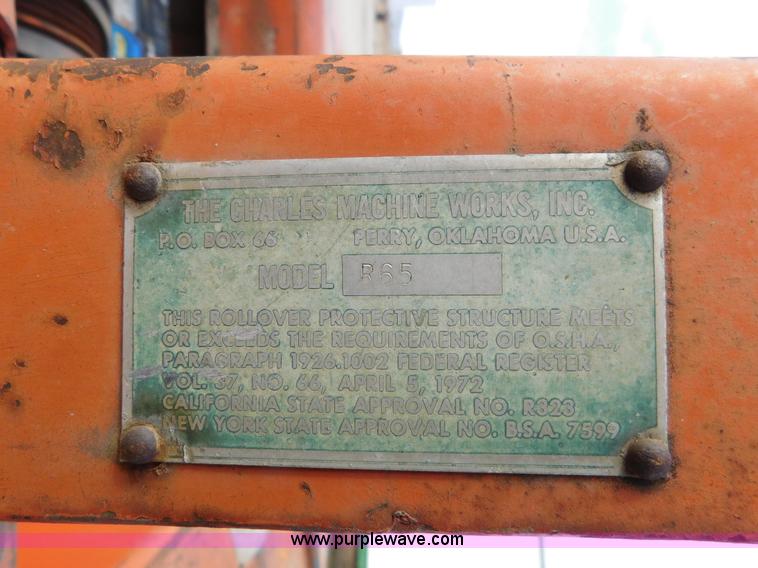 THE CHARLES MACHINE WORKS, INC.
P.O. BOX 66 PERRY, OKLAHOMA U.S.A.
MODEL R65
THIS ROLLOVER PROTECTIVE STRUCTURE MEETS
OR EXCEEDS THE REQUIREMENTS OF O.S.H.A.,
PARAGRAPH 1926.1002 FEDERAL REGISTER
VOL. 37, NO. 66, APRIL 5, 1972
CALIFORNIA STATE APPROVAL NO. R323
NEW YORK STATE APPROVAL NO. B.S.A. 7599
www.purplewave.com